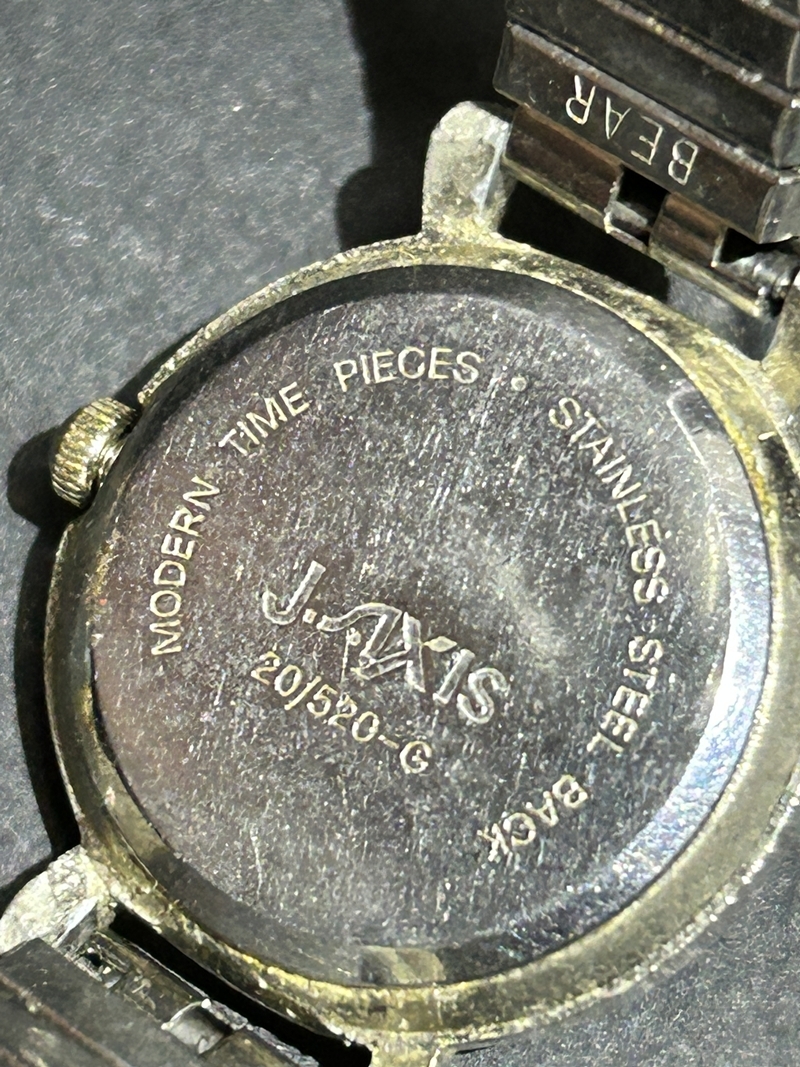 BEAR
MODERN TIME PIECES • STAINLESS STEEL BACK
J.AXIS
20/520-G